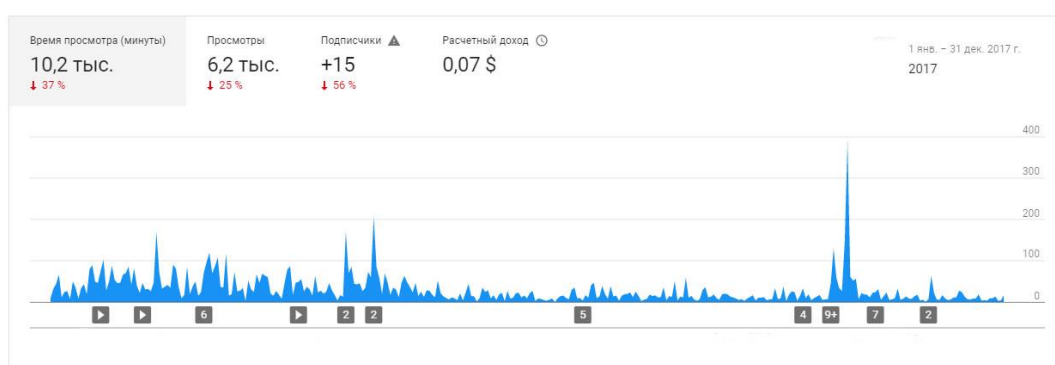 Время просмотра (минуты)
10,2 тыс.
37 %
Просмотры
6,2 тыс.
25 %
Подписчики
+15
56 %
Расчетный доход
0,07 $
1 янв. – 31 дек. 2017 г.
2017
400
300
200
100
0
6
2
2
5
4
9+
7
2